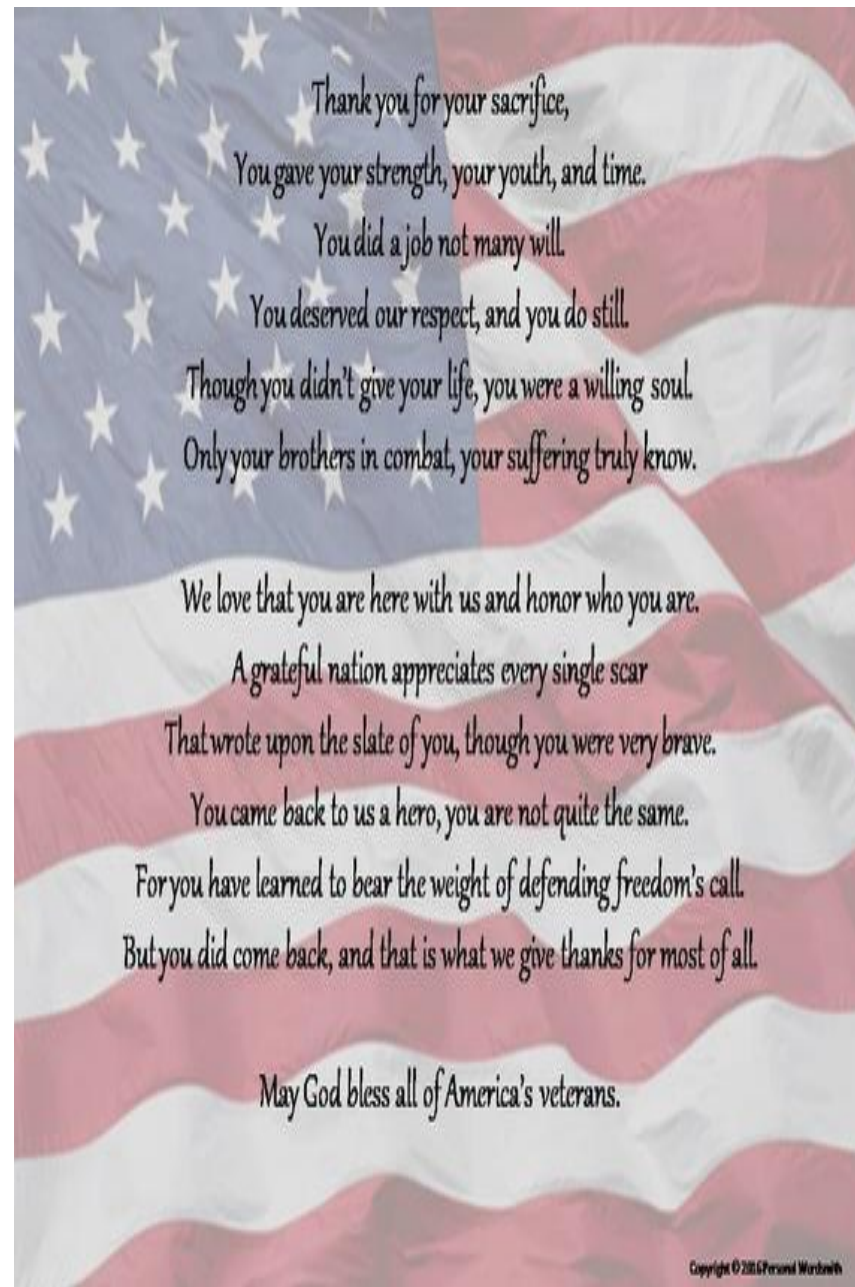 Thank you for your sacrifice,
You gave your strength, your youth, and time.
You did a job not many will.
You deserved our respect, and you do still.
Though you didn't give your life, you were a willing soul.
Only your brothers in combat, your suffering truly know.
We love that you are here with us and honor who you are.
A grateful nation appreciates every single scar
That wrote upon the slate of you, though you were very brave.
You came back to us a hero, you are not quite the same.
For you have learned to bear the weight of defending freedom's call.
But you did come back, and that is what we give thanks for most of all.
May God bless all of America's veterans.
Copyright © 2016 Personal Wordsmith